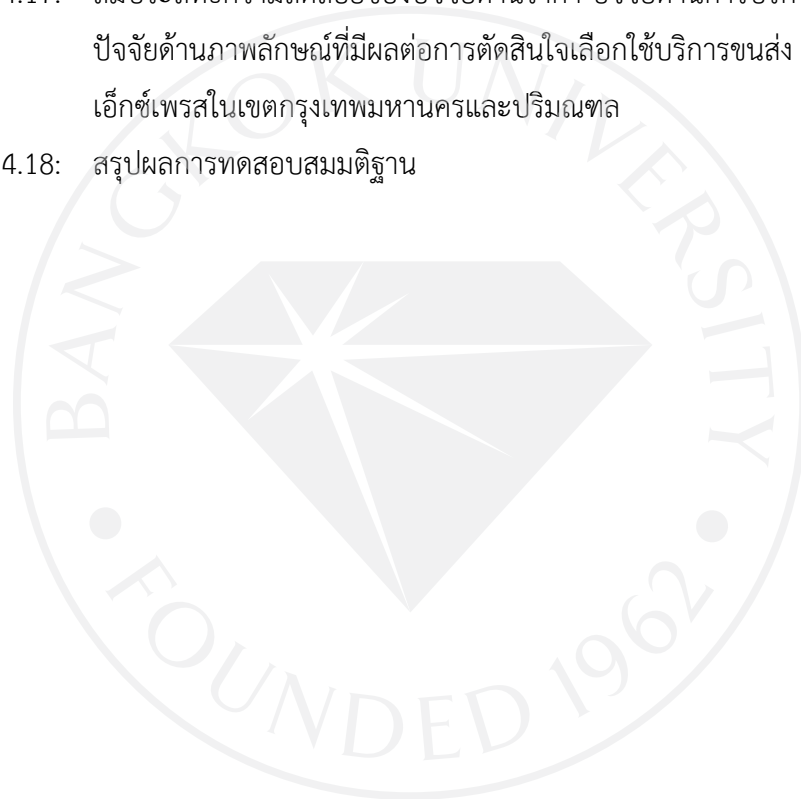 ปัจจัยด้านภาพลักษณ์ที่มีผลต่อการตัดสินใจเลือกใช้บริการขนส่ง
เอ็กซ์เพรสในเขตกรุงเทพมหานครและปริมณฑล
4.18: สรุปผลการทดสอบสมมติฐาน
BANGKOK UNIVERSITY
FOUNDED 1962